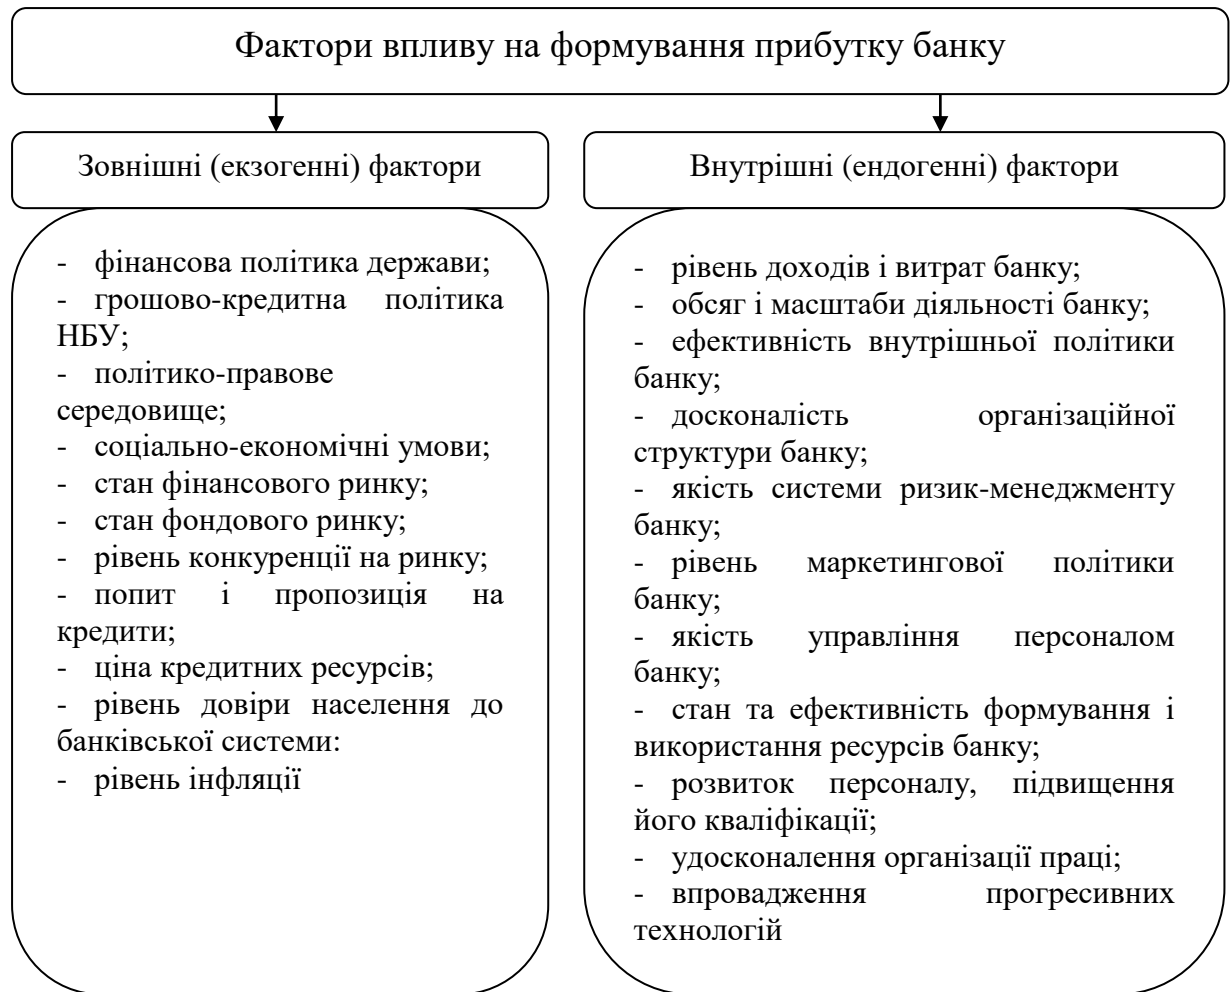 Фактори впливу на формування прибутку банку
Зовнішні (екзогенні) фактори
- фінансова політика держави;
- грошово-кредитна політика
НБУ;
- політико-правове
середовище;
- соціально-економічні умови;
- стан фінансового ринку;
- стан фондового ринку;
- рівень конкуренції на ринку;
- попит і пропозиція на
кредити;
- ціна кредитних ресурсів;
- рівень довіри населення до
банківської системи:
- рівень інфляції
Внутрішні (ендогенні) фактори
- рівень доходів і витрат банку;
- обсяг і масштаби діяльності банку;
- ефективність внутрішньої політики
банку;
- досконалість організаційної
структури банку;
- якість системи ризик-менеджменту
банку;
- рівень маркетингової політики
банку;
- якість управління персоналом
банку;
- стан та ефективність формування і
використання ресурсів банку;
- розвиток персоналу, підвищення
його кваліфікації;
- удосконалення організації праці;
- впровадження прогресивних
технологій